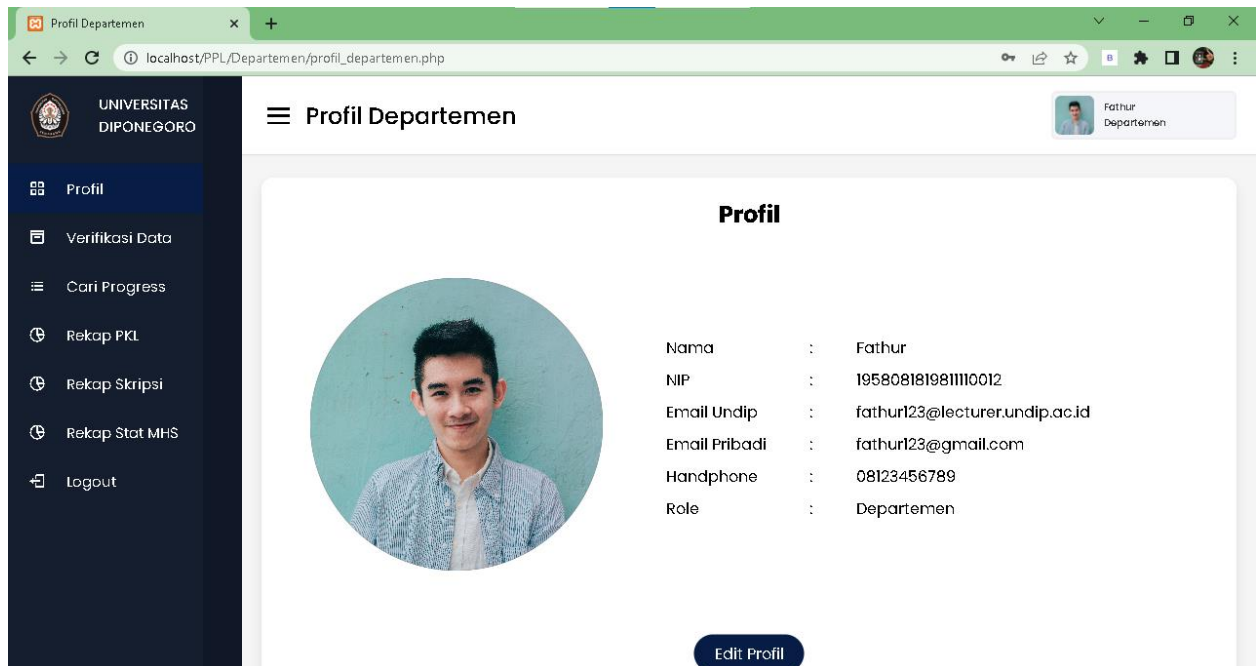 Profil Departemen
localhost/PPL/Departemen/profil_departemen.php
B
UNIVERSITAS
DIPONEGORO
Profil Departemen
Fathur
Departemen
Profil
Verifikasi Data
Cari Progress
Rekap PKL
Rekap Skripsi
Rekap Stat MHS
Logout
Profil
Nama : Fathur
NIP : 195808181981110012
Email Undip : fathur123@lecturer.undip.ac.id
Email Pribadi : fathur123@gmail.com
Handphone : 08123456789
Role : Departemen
Edit Profil